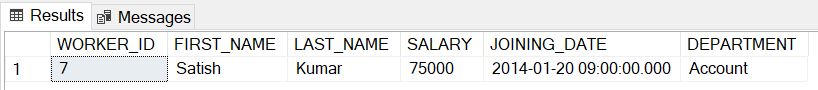 Results Messages
WORKER_ID FIRST_NAME LAST_NAME SALARY JOINING_DATE DEPARTMENT
1 7 Satish Kumar 75000 2014-01-20 09:00:00.000 Account